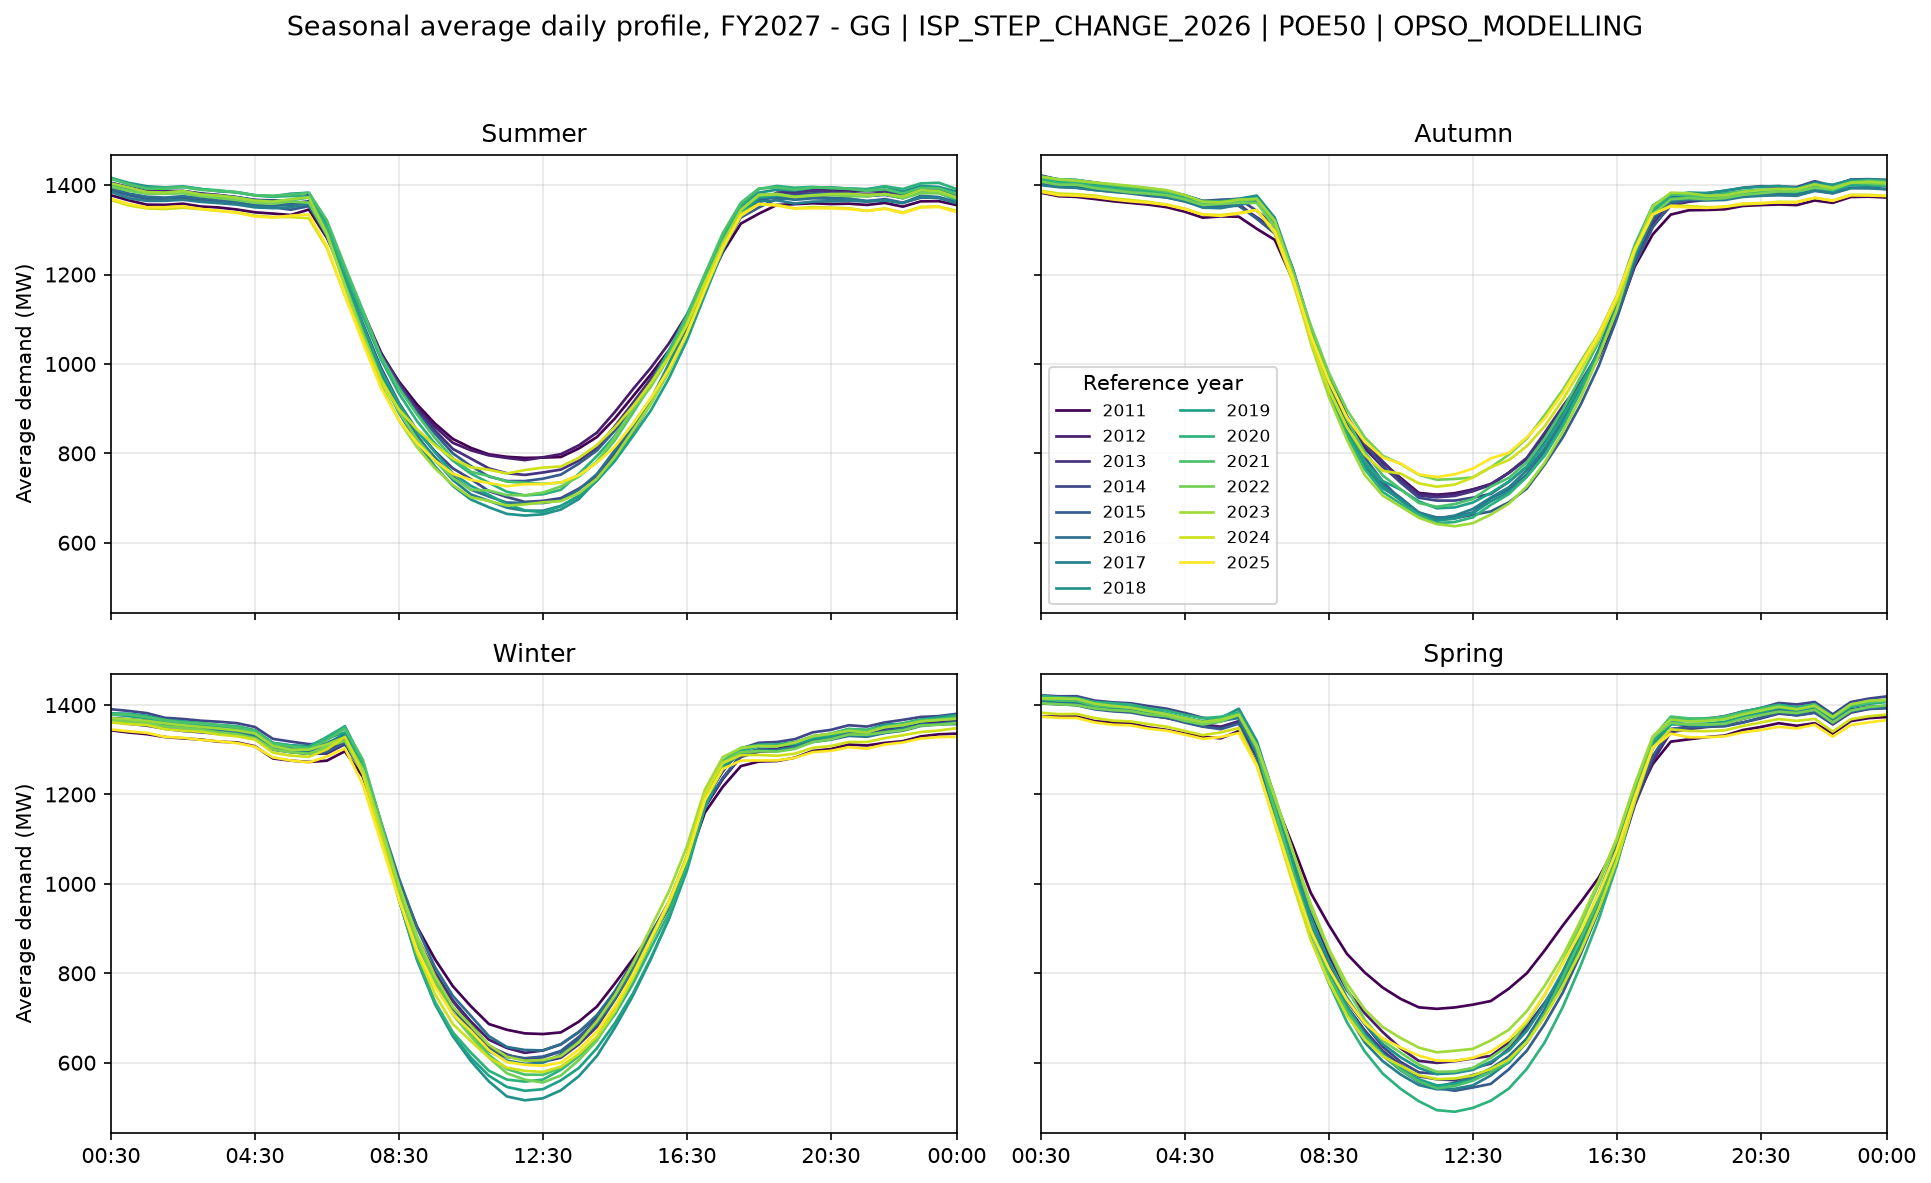 Seasonal average daily profile, FY2027 - GG | ISP_STEP_CHANGE_2026 | POE50 | OPSO_MODELLING
Summer
Average demand (MW)
1400
1200
1000
800
600
Autumn
Reference year
2011
2012
2013
2014
2015
2016
2017
2018
2019
2020
2021
2022
2023
2024
2025
Winter
Average demand (MW)
1400
1200
1000
800
600
00:30 04:30 08:30 12:30 16:30 20:30 00:00
Spring
00:30 04:30 08:30 12:30 16:30 20:30 00:00